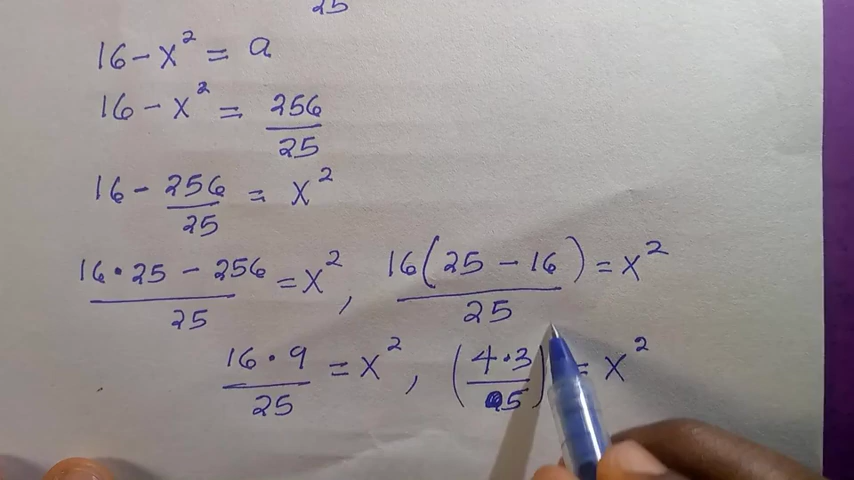 25
16 - x² = a
16 - x² = 256/25
16 - 256/25 = x²
(16·25 - 256)/25 = x² , 16(25 - 16)/25 = x²
16·9/25 = x² , (4·3/5) = x²